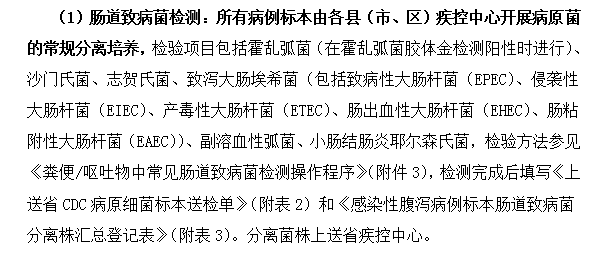 （1）肠道致病菌检测：所有病例标本由各县（市、区）疾控中心开展病原菌
的常规分离培养，检验项目包括霍乱弧菌（在霍乱弧菌胶体金检测阳性时进行）、
沙门氏菌、志贺氏菌、致泻大肠埃希菌（包括致病性大肠杆菌（EPEC）、侵袭性
大肠杆菌（EIEC）、产毒性大肠杆菌（ETEC）、肠出血性大肠杆菌（EHEC）、肠粘
附性大肠杆菌（EAEC））、副溶血性弧菌、小肠结肠炎耶尔森氏菌，检验方法参见
《粪便/呕吐物中常见肠道致病菌检测操作程序》（附件3），检测完成后填写《上
送省CDC病原细菌标本送检单》（附表2）和《感染性腹泻病例标本肠道致病菌
分离株汇总登记表》（附表3）。分离菌株上送省疾控中心。